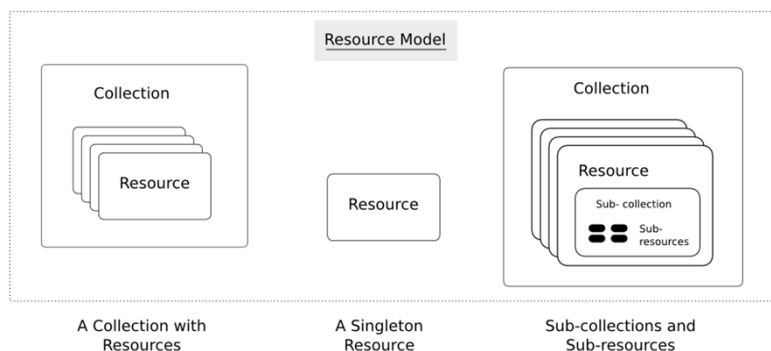 Resource Model
Collection
Resource
Resource
Collection
Resource
Sub- collection
Sub-
resources
A Collection with
Resources
A Singleton
Resource
Sub-collections and
Sub-resources